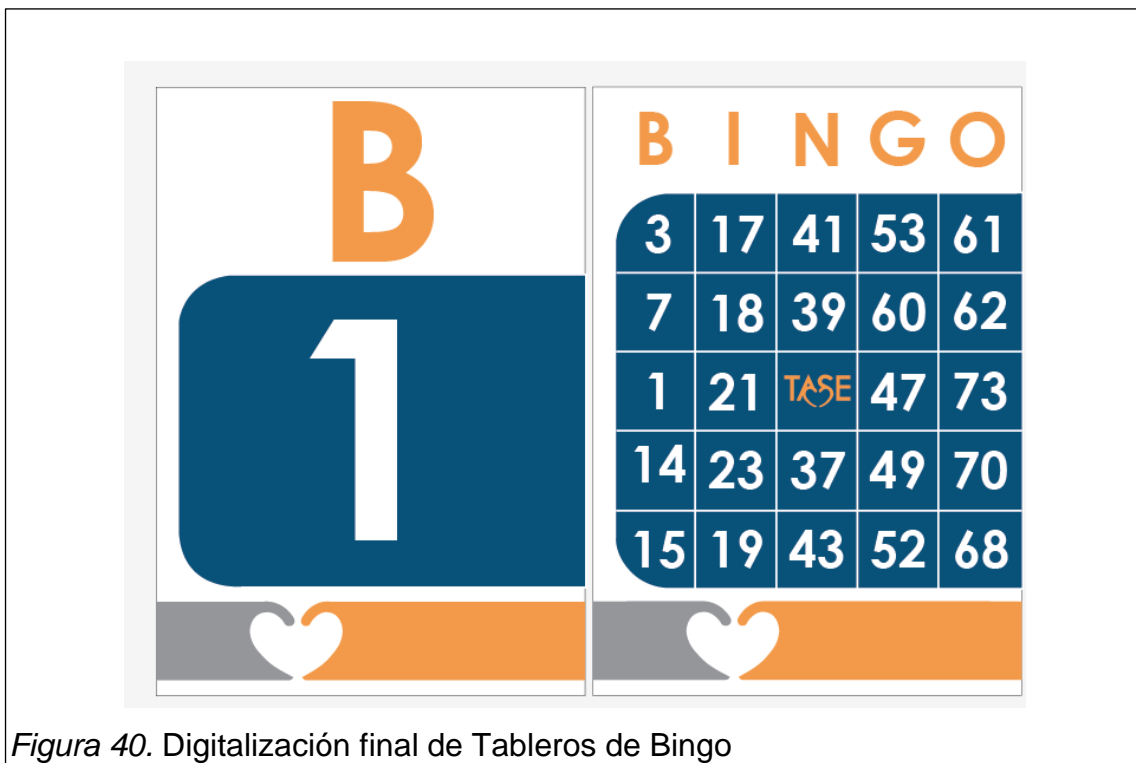 B
1
B I N G O
3 17 41 53 61
7 18 39 60 62
1 21 TASE 47 73
14 23 37 49 70
15 19 43 52 68
Figura 40. Digitalización final de Tableros de Bingo